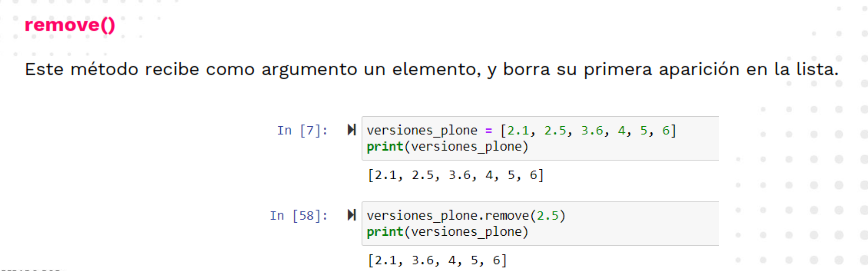 remove()
Este método recibe como argumento un elemento, y borra su primera aparición en la lista.
In [7]:
versiones_plone = [2.1, 2.5, 3.6, 4, 5, 6]
print(versiones_plone)
[2.1, 2.5, 3.6, 4, 5, 6]
In [58]:
versiones_plone.remove(2.5)
print(versiones_plone)
[2.1, 3.6, 4, 5, 6]